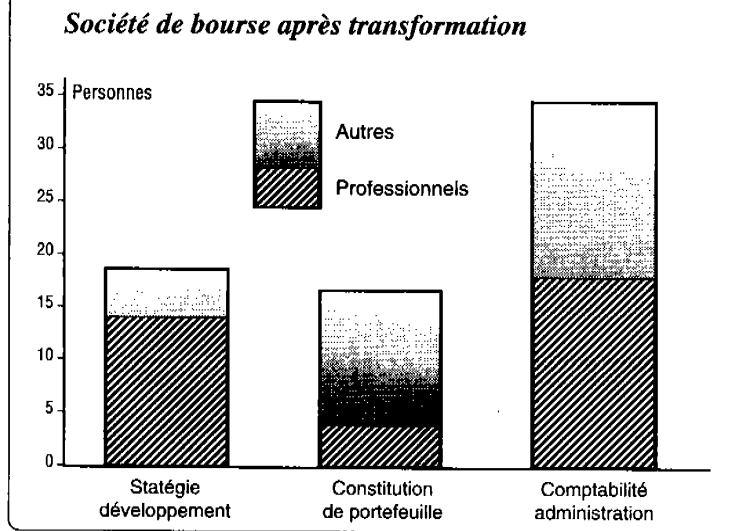 Société de bourse après transformation
Personnes
35
30
25
20
15
10
5
0
Autres
Professionnels
Statégie
développement
Constitution
de portefeuille
Comptabilité
administration